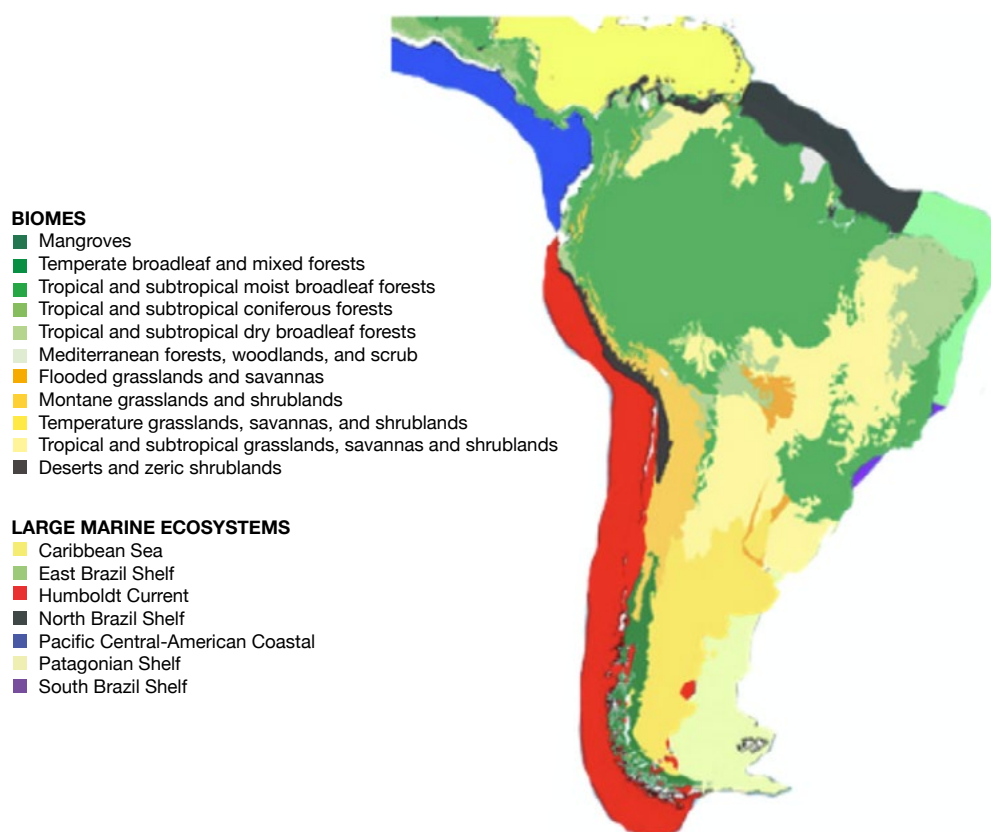 BIOMES
Mangroves
Temperate broadleaf and mixed forests
Tropical and subtropical moist broadleaf forests
Tropical and subtropical coniferous forests
Tropical and subtropical dry broadleaf forests
Mediterranean forests, woodlands, and scrub
Flooded grasslands and savannas
Montane grasslands and shrublands
Temperature grasslands, savannas, and shrublands
Tropical and subtropical grasslands, savannas and shrublands
Deserts and zeric shrublands
LARGE MARINE ECOSYSTEMS
Caribbean Sea
East Brazil Shelf
Humboldt Current
North Brazil Shelf
Pacific Central-American Coastal
Patagonian Shelf
South Brazil Shelf